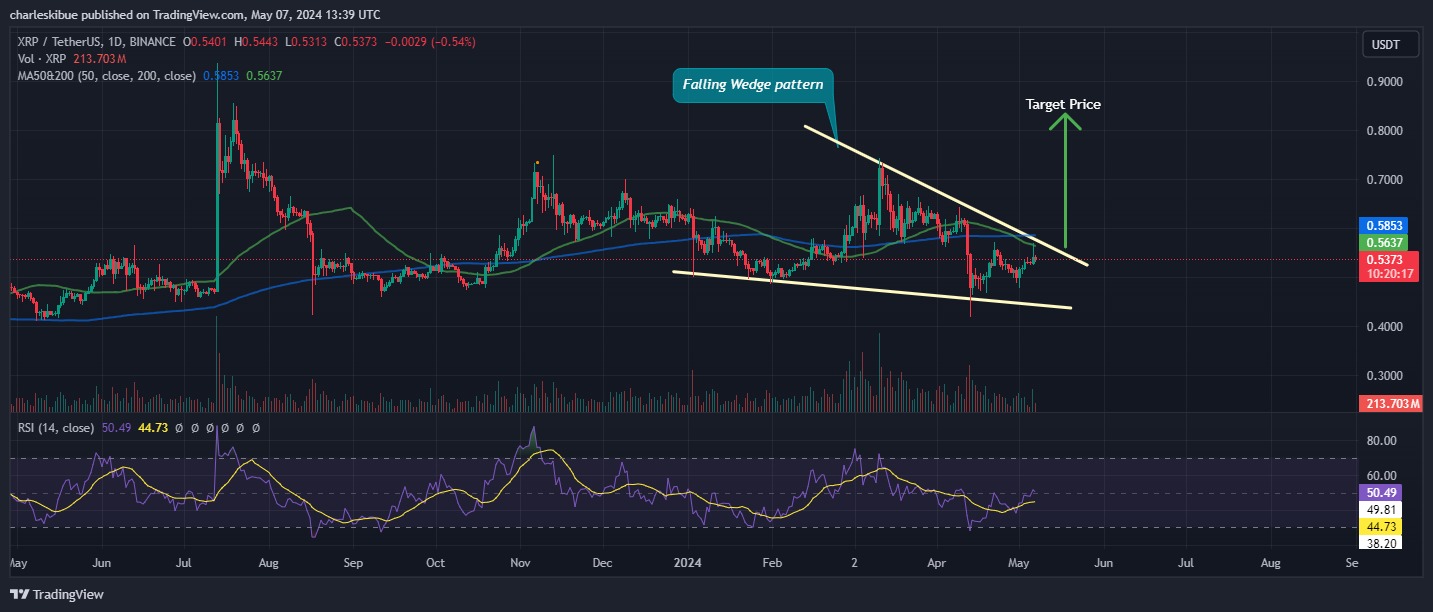 charleskibue published on TradingView.com, May 07, 2024 13:39 UTC
XRP / TetherUS, 1D, BINANCE O0.5401 H0.5443 L0.5313 C0.5373 −0.0029 (−0.54%)
USDT
Vol · XRP 213.703M
MA50&200 (50, close, 200, close) 0.5853 0.5637
Falling Wedge pattern
Target Price
0.9000
0.8000
0.7000
0.5853
0.5637
0.5373
10:20:17
0.4000
0.3000
213.703M
RSI (14, close) 50.49 44.73 Ø Ø Ø Ø Ø Ø
80.00
60.00
50.49
49.81
44.73
38.20
May Jun Jul Aug Sep Oct Nov Dec 2024 Feb 2 Apr May Jun Jul Aug Se
TradingView